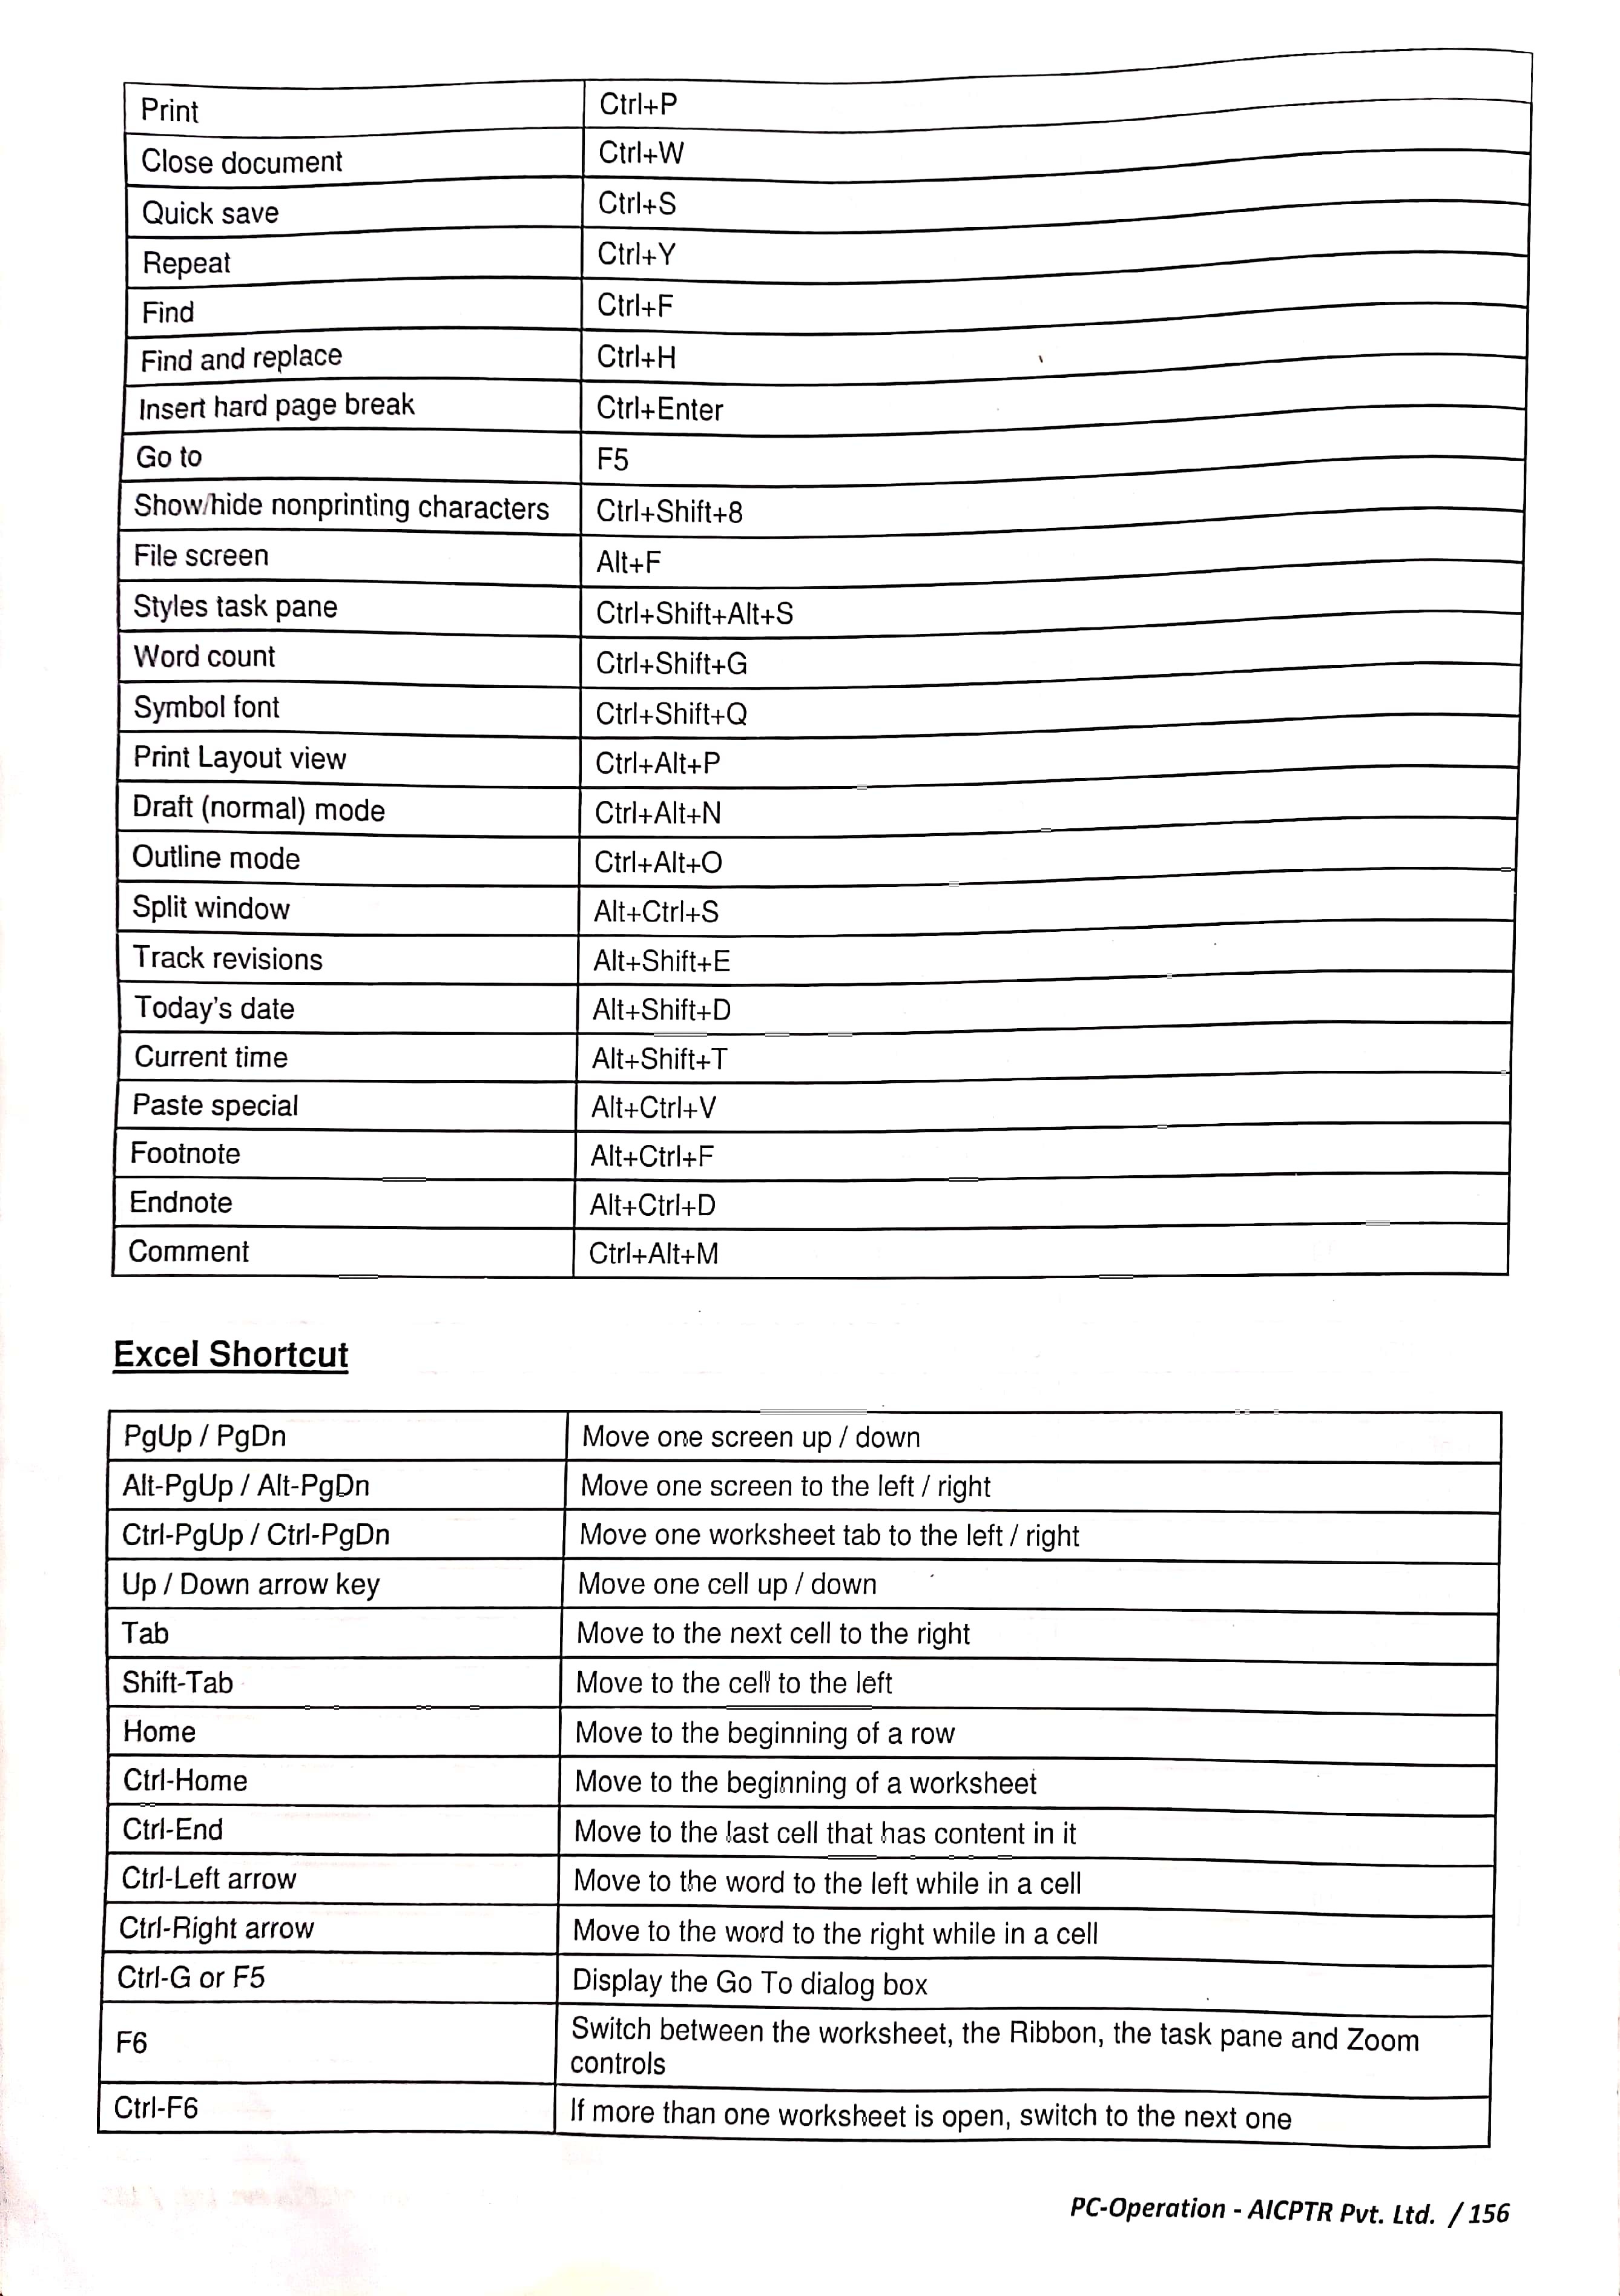 Print Ctrl+P
Close document Ctrl+W
Quick save Ctrl+S
Repeat Ctrl+Y
Find Ctrl+F
Find and replace Ctrl+H
Insert hard page break Ctrl+Enter
Go to F5
Show/hide nonprinting characters Ctrl+Shift+8
File screen Alt+F
Styles task pane Ctrl+Shift+Alt+S
Word count Ctrl+Shift+G
Symbol font Ctrl+Shift+Q
Print Layout view Ctrl+Alt+P
Draft (normal) mode Ctrl+Alt+N
Outline mode Ctrl+Alt+O
Split window Alt+Ctrl+S
Track revisions Alt+Shift+E
Today's date Alt+Shift+D
Current time Alt+Shift+T
Paste special Alt+Ctrl+V
Footnote Alt+Ctrl+F
Endnote Alt+Ctrl+D
Comment Ctrl+Alt+M
Excel Shortcut
PgUp / PgDn Move one screen up / down
Alt-PgUp / Alt-PgDn Move one screen to the left / right
Ctrl-PgUp / Ctrl-PgDn Move one worksheet tab to the left / right
Up / Down arrow key Move one cell up / down
Tab Move to the next cell to the right
Shift-Tab Move to the cell to the left
Home Move to the beginning of a row
Ctrl-Home Move to the beginning of a worksheet
Ctrl-End Move to the last cell that has content in it
Ctrl-Left arrow Move to the word to the left while in a cell
Ctrl-Right arrow Move to the word to the right while in a cell
Ctrl-G or F5 Display the Go To dialog box
F6 Switch between the worksheet, the Ribbon, the task pane and Zoom
controls
Ctrl-F6 If more than one worksheet is open, switch to the next one
PC-Operation - AICPTR Pvt. Ltd. / 156